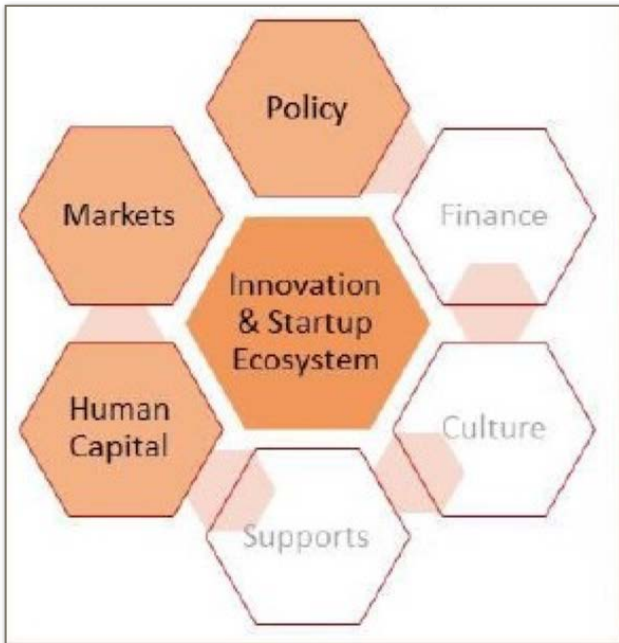 Policy
Markets
Finance
Innovation
& Startup
Ecosystem
Human
Capital
Culture
Supports